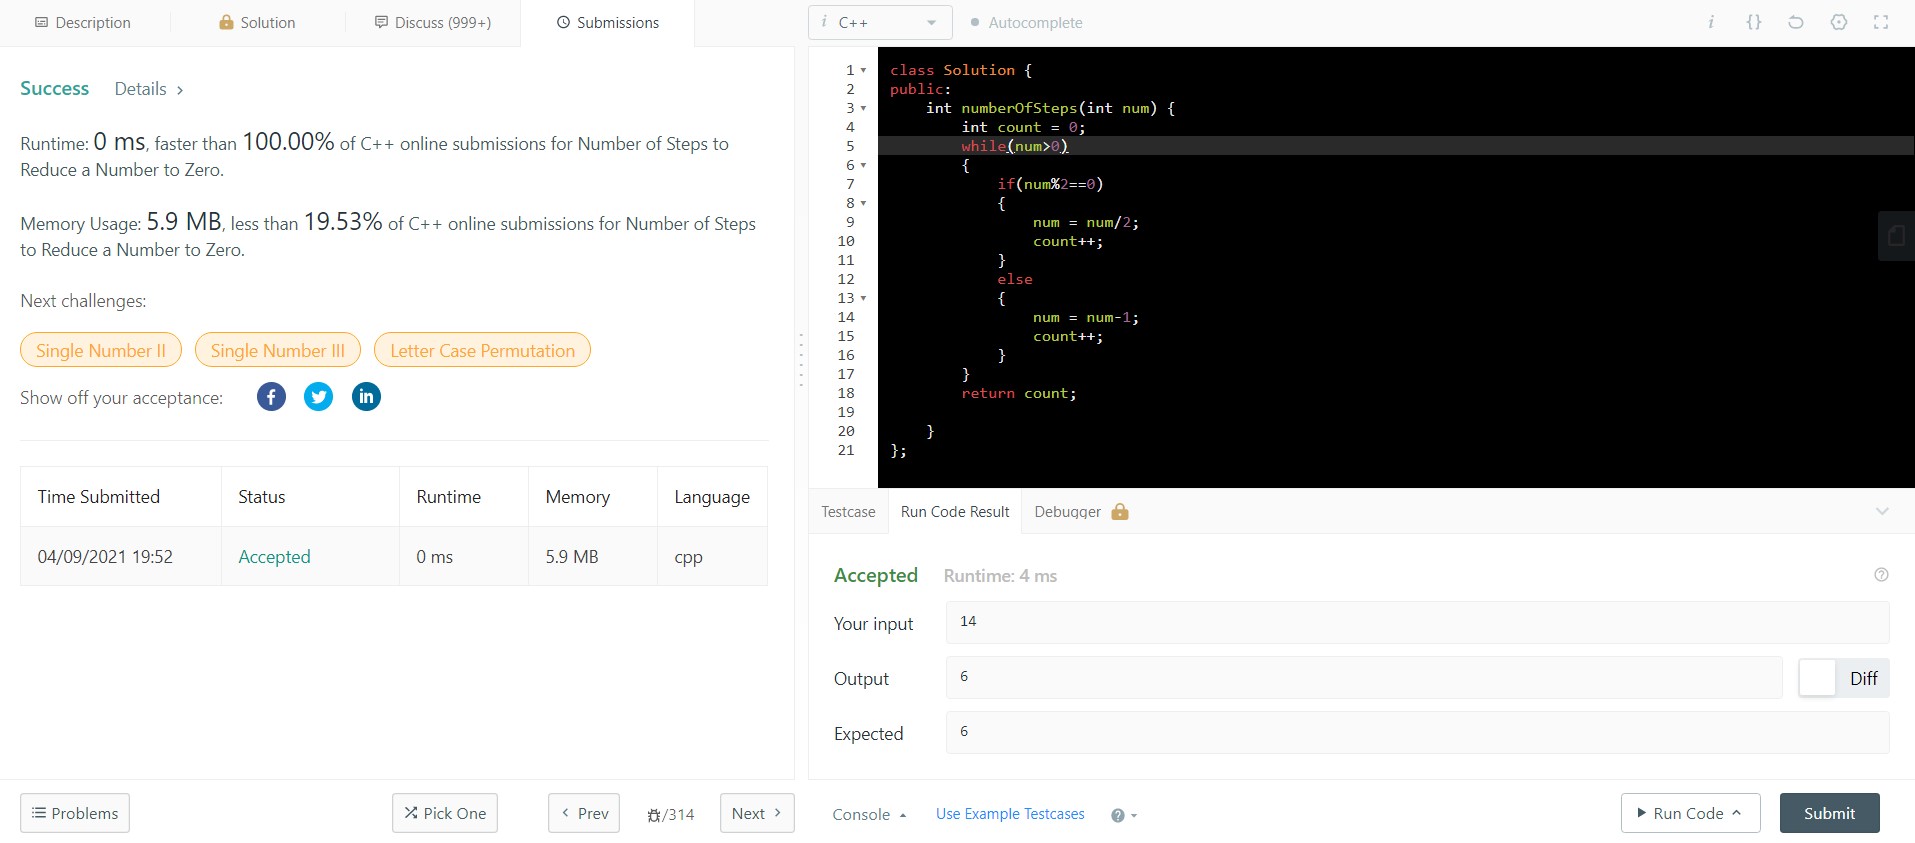 Description
Solution
Discuss (999+)
Submissions
i C++
Autocomplete
i {}
Success Details >
Runtime: 0 ms, faster than 100.00% of C++ online submissions for Number of Steps to
Reduce a Number to Zero.
Memory Usage: 5.9 MB, less than 19.53% of C++ online submissions for Number of Steps
to Reduce a Number to Zero.
Next challenges:
Single Number II
Single Number III
Letter Case Permutation
Show off your acceptance:
f
in
Time Submitted Status Runtime Memory Language
04/09/2021 19:52 Accepted 0 ms 5.9 MB cpp
Problems
Pick One
< Prev
/314
Next >
1 class Solution {
2 public:
3 int numberOfSteps(int num) {
4 int count = 0;
5 while(num>0)
6 {
7 if(num%2==0)
8 {
9 num = num/2;
10 count++;
11 }
12 else
13 {
14 num = num-1;
15 count++;
16 }
17 }
18 return count;
19
20 }
21 };
Testcase
Run Code Result
Debugger
Accepted Runtime: 4 ms
?
Your input 14
Output 6
Diff
Expected 6
Console
Use Example Testcases
?
Run Code
Submit